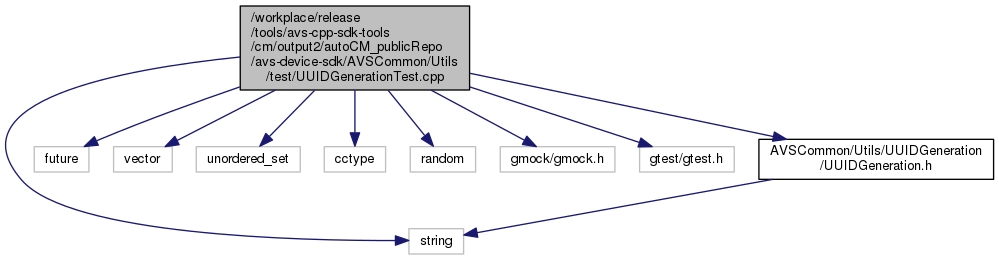 /workplace/release
/tools/avs-cpp-sdk-tools
/cm/output2/autoCM_publicRepo
/avs-device-sdk/AVSCommon/Utils
/test/UUIDGenerationTest.cpp
future
vector
unordered_set
cctype
random
gmock/gmock.h
gtest/gtest.h
AVSCommon/Utils/UUIDGeneration
/UUIDGeneration.h
string